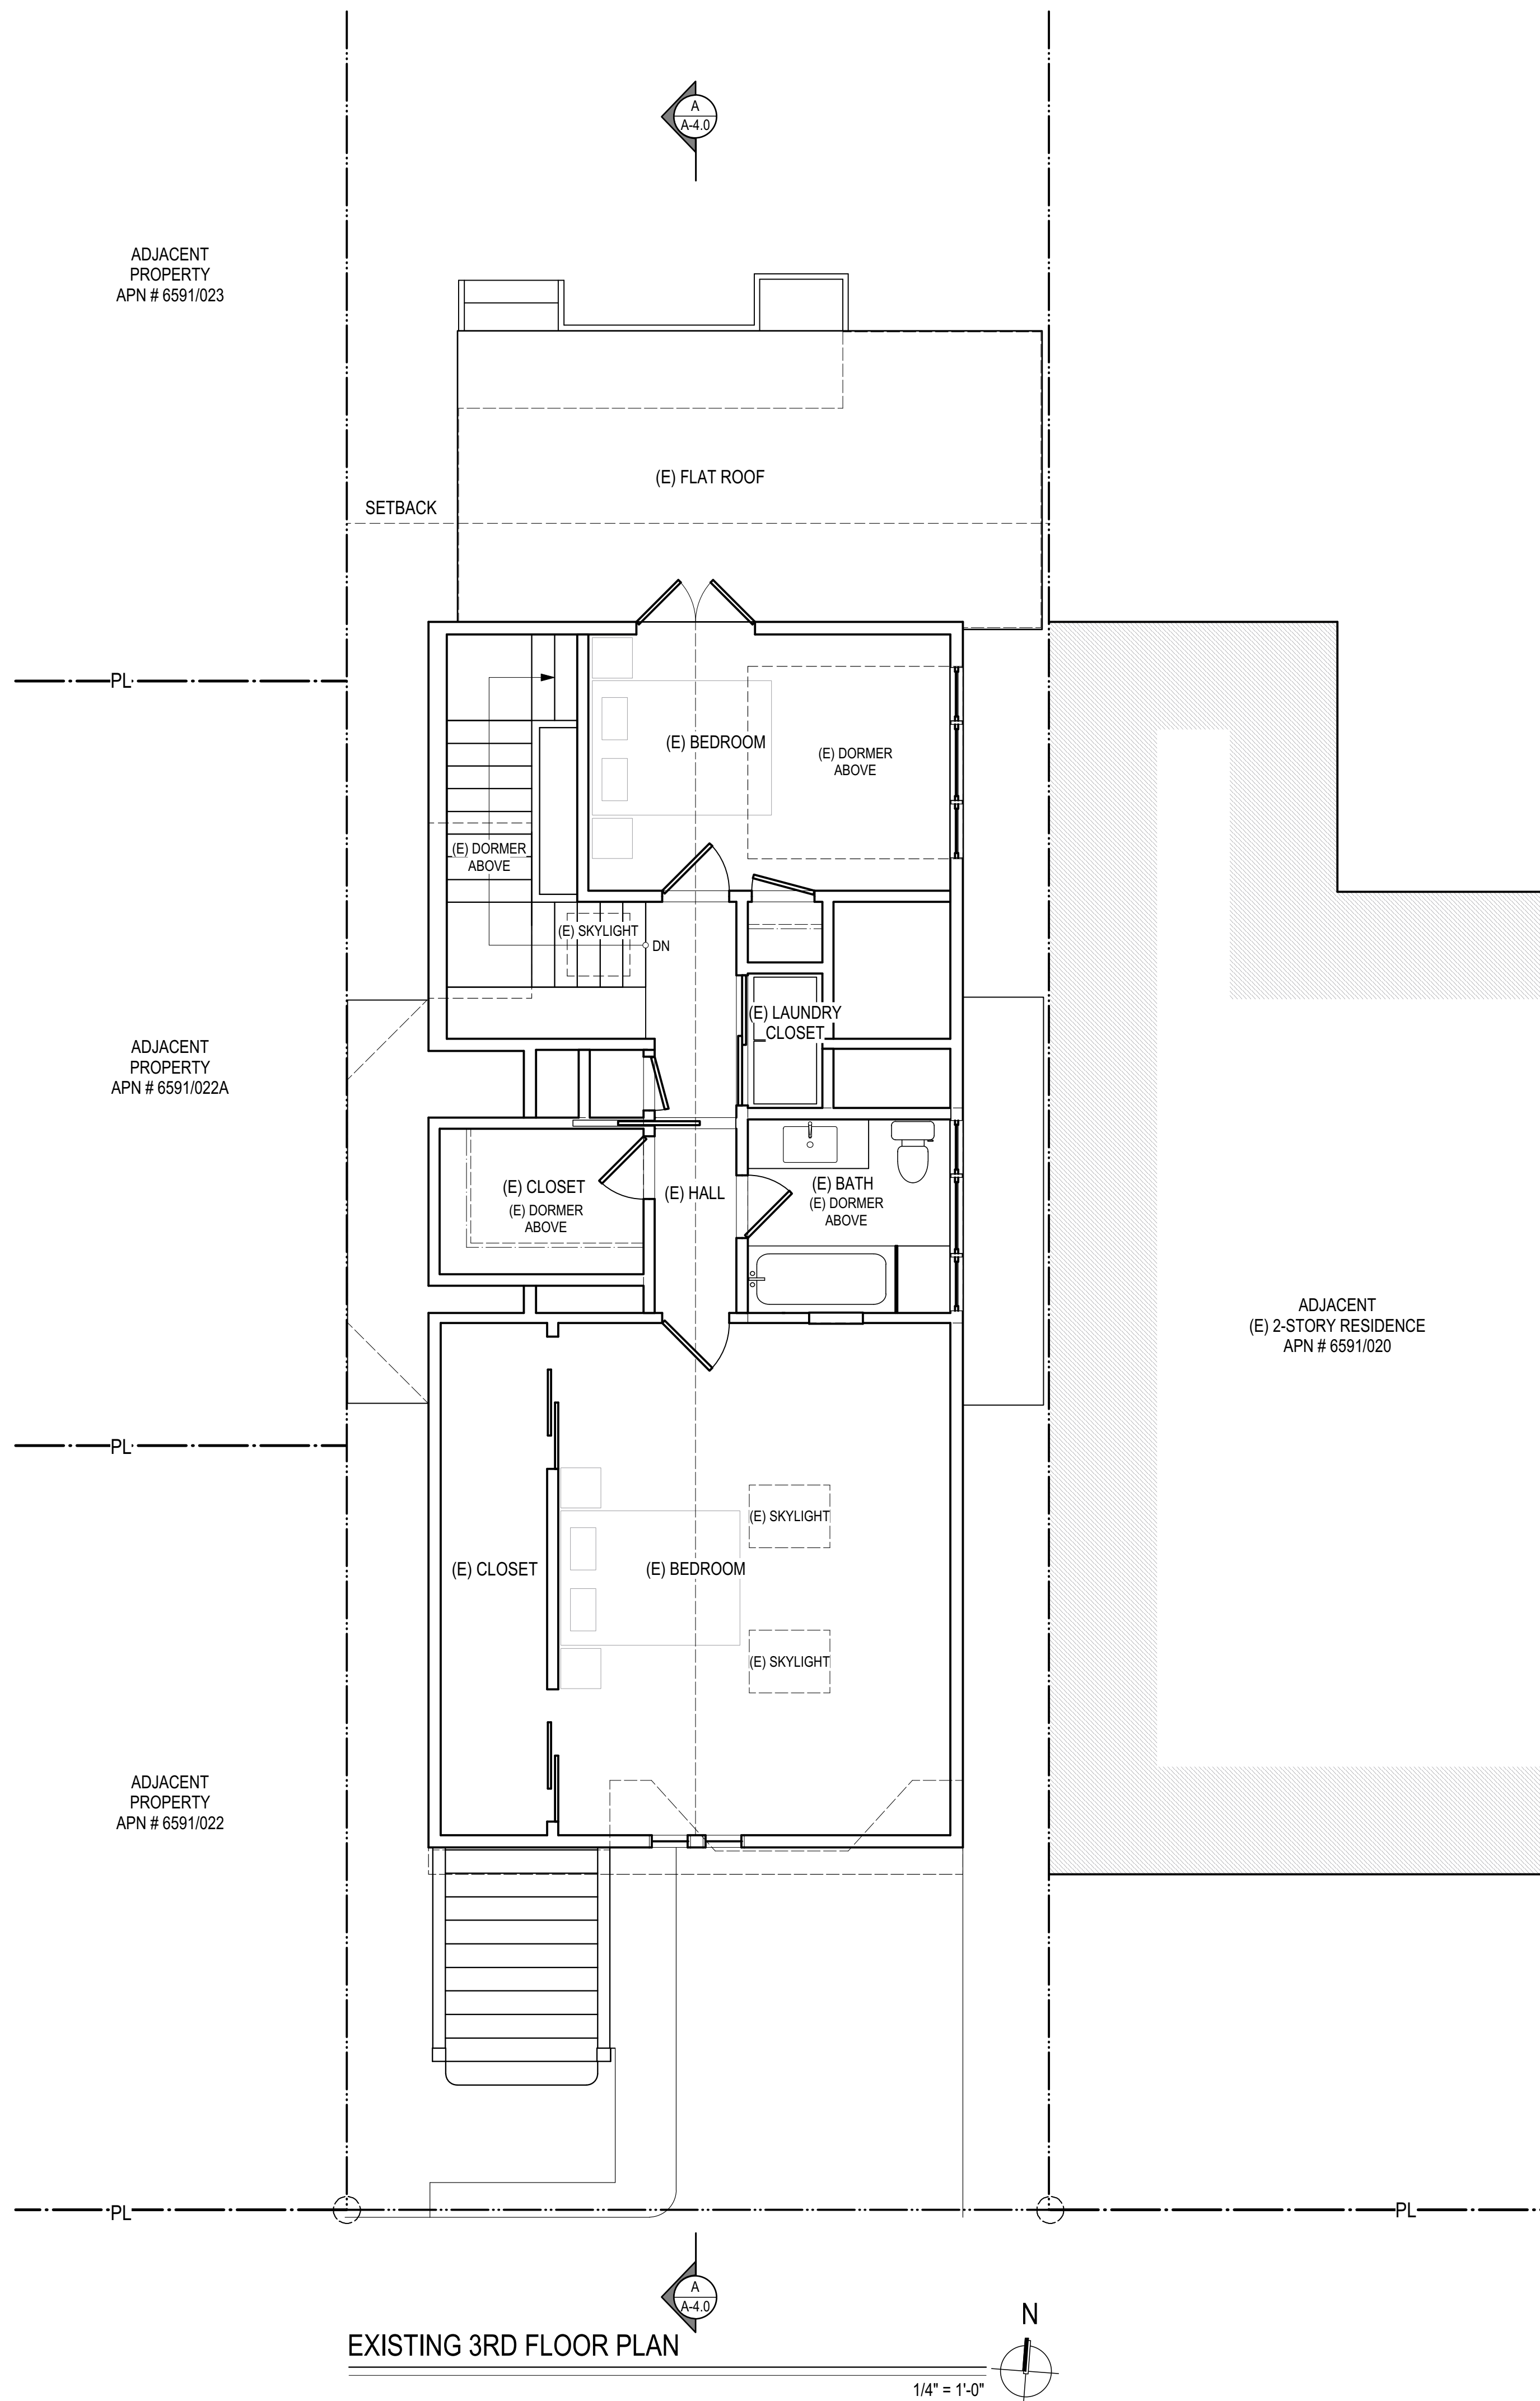 A
A-4.0
ADJACENT
PROPERTY
APN # 6591/023
(E) FLAT ROOF
SETBACK
PL
(E) BEDROOM
(E) DORMER
ABOVE
(E) DORMER
ABOVE
(E) SKYLIGHT
DN
(E) LAUNDRY
CLOSET
ADJACENT
PROPERTY
APN # 6591/022A
(E) CLOSET
(E) DORMER
ABOVE
(E) HALL
(E) BATH
(E) DORMER
ABOVE
ADJACENT
(E) 2-STORY RESIDENCE
APN # 6591/020
PL
(E) SKYLIGHT
(E) CLOSET
(E) BEDROOM
(E) SKYLIGHT
ADJACENT
PROPERTY
APN # 6591/022
PL
PL
A
A-4.0
N
EXISTING 3RD FLOOR PLAN
1/4" = 1'-0"